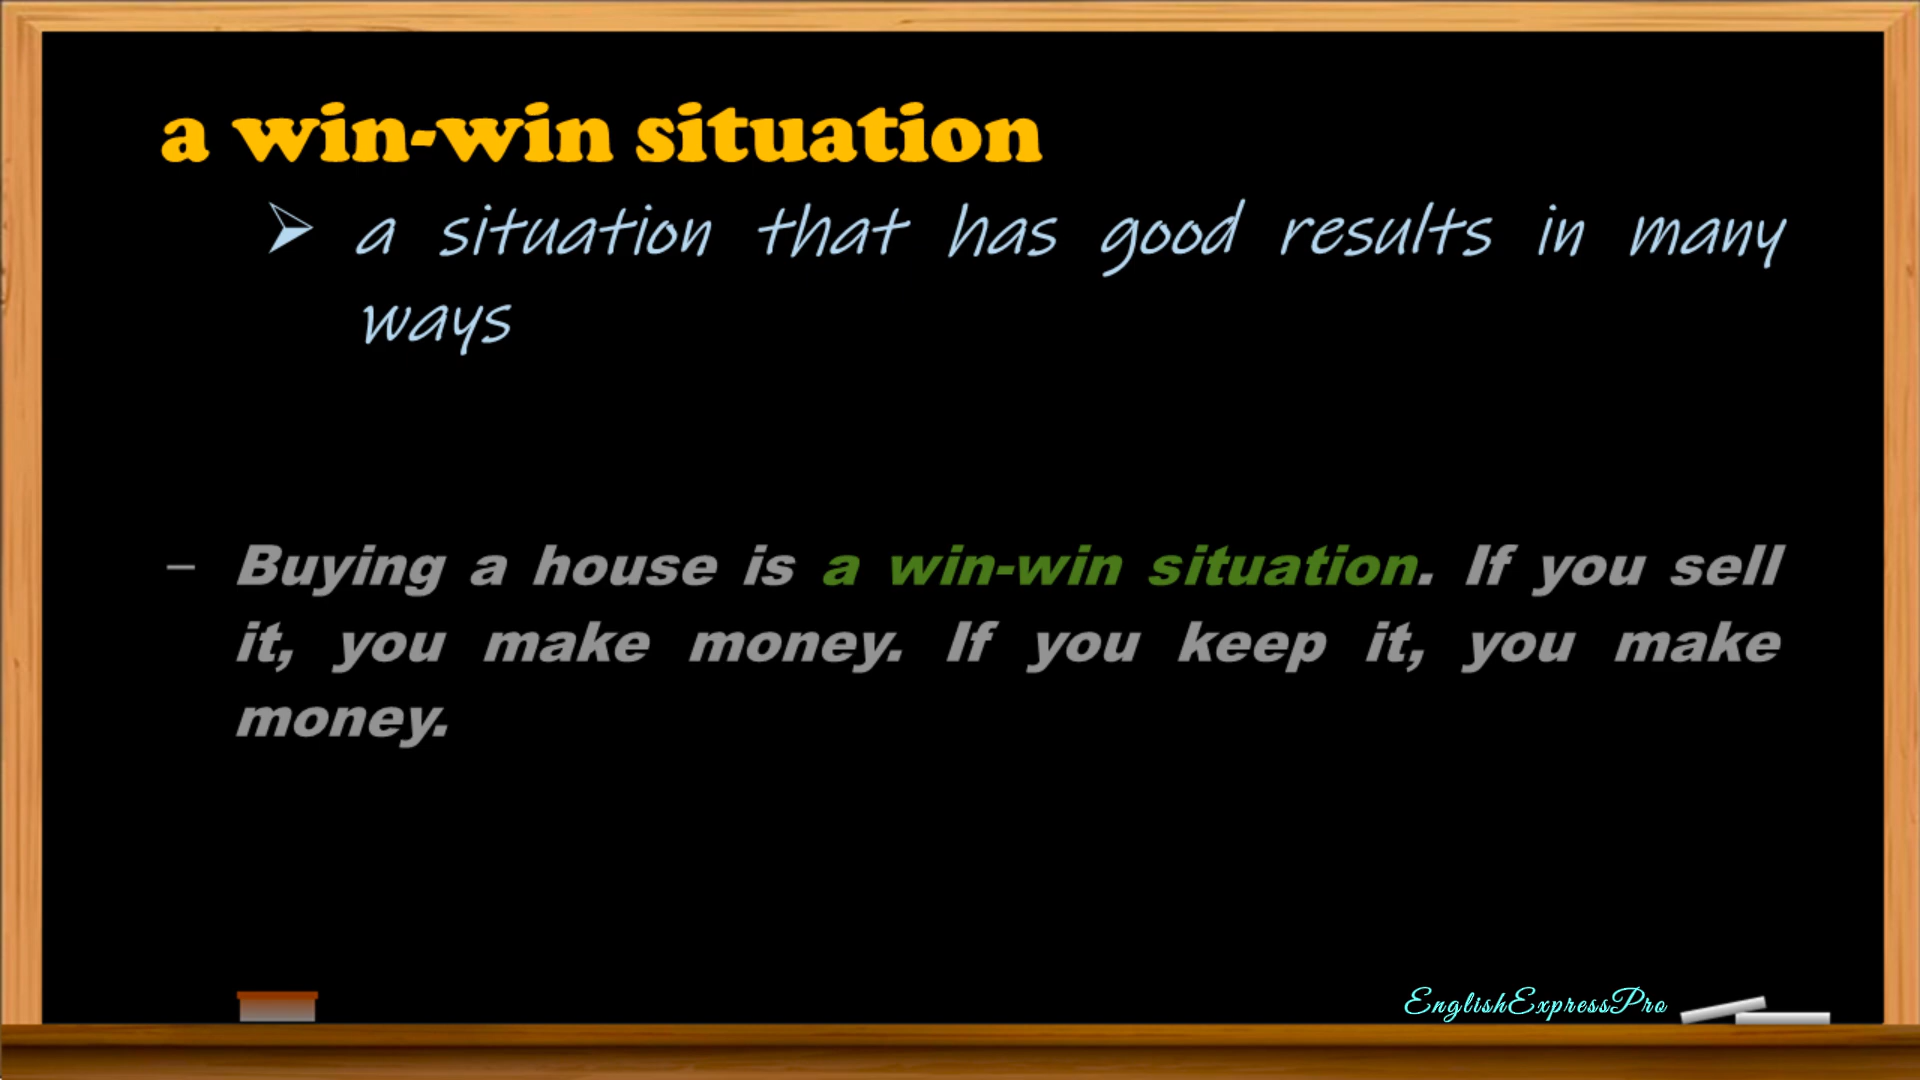 a win-win situation
➢ a situation that has good results in many
ways
– Buying a house is a win-win situation. If you sell
it, you make money. If you keep it, you make
money.
EnglishExpressPro